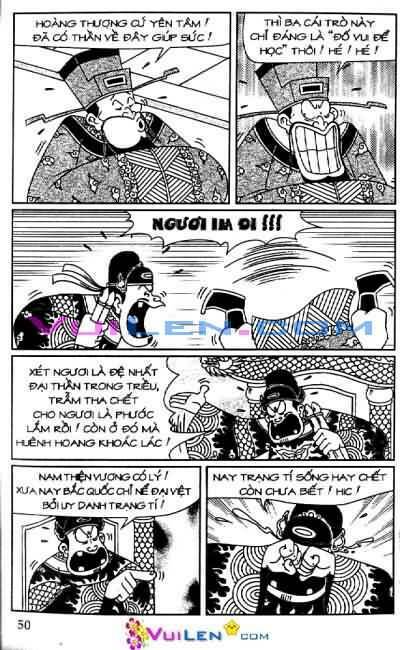 HOÀNG THƯỢNG CỨ YÊN TÂM!
ĐÃ CÓ THẦN VỀ ĐÂY GIÚP SỨC!
THÌ BA CÁI TRÒ NÀY
CHỈ ĐÁNG LÀ "ĐỐ VUI ĐỂ
HỌC" THÔI! HÉ! HÉ!
NGƯƠI IM ĐI!!!
VUILEN.COM
XÉT NGƯƠI LÀ ĐỆ NHẤT
ĐẠI THẦN TRONG TRIỀU,
TRẪM THA CHẾT
CHO NGƯƠI LÀ PHƯỚC
LẮM RỒI! CÒN Ở ĐÓ MÀ
HUÊNH HOANG KHOÁC LÁC!
NAM THIỆN VƯƠNG CÓ LÝ!
XƯA NAY BẮC QUỐC CHỈ NỂ ĐẠI VIỆT
BỞI UY DANH TRẠNG TÍ!
NAY TRẠNG TÍ SỐNG HAY CHẾT
CÒN CHƯA BIẾT! HIC!
50
VUILEN.COM